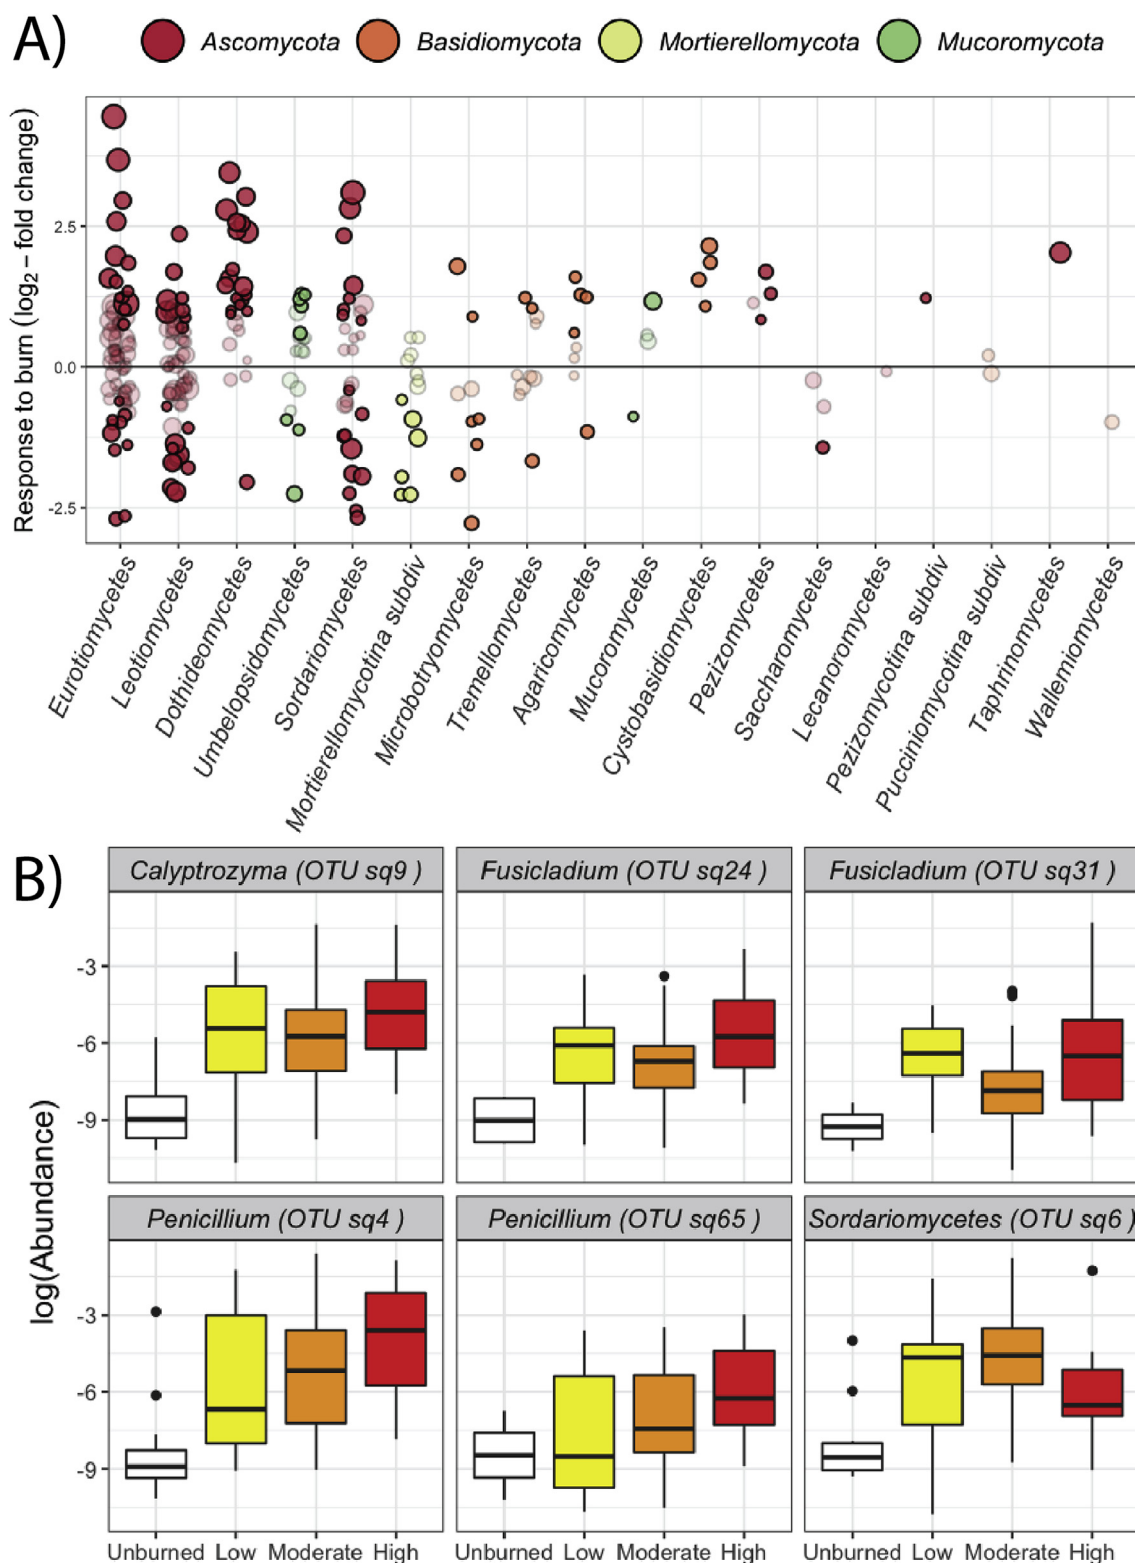 A)
Ascomycota Basidiomycota Mortierellomycota Mucoromycota
Response to burn (log2 − fold change)
2.5
0.0
-2.5
Eurotiomycetes
Leotiomycetes
Dothideomycetes
Umbelopsidomycetes
Sordariomycetes
Mortierellomycotina subdiv
Microbotryomycetes
Tremellomycetes
Agaricomycetes
Mucoromycetes
Cystobasidiomycetes
Pezizomycetes
Saccharomycetes
Lecanoromycetes
Pezizomycotina subdiv
Pucciniomycotina subdiv
Taphrinomycetes
Wallemiomycetes
B)
Calyptrozyma (OTU sq9 ) Fusicladium (OTU sq24 ) Fusicladium (OTU sq31 )
log(Abundance)
-3
-6
-9
Penicillium (OTU sq4 ) Penicillium (OTU sq65 ) Sordariomycetes (OTU sq6 )
-3
-6
-9
Unburned Low Moderate High Unburned Low Moderate High Unburned Low Moderate High